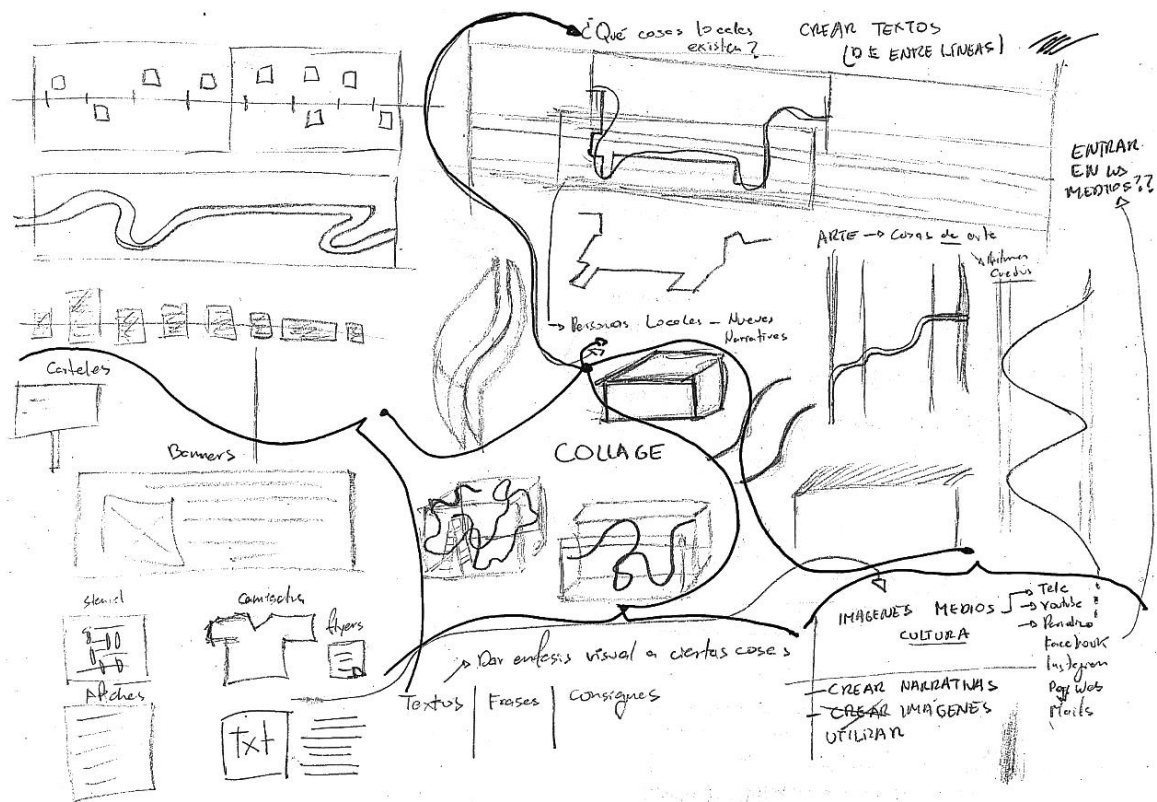 ¿Qué cosas locales
existen?
CREAR TEXTOS
(DE ENTRE LINEAS)
ENTRAR
EN LOS
MEDIOS??
ARTE → Cosas de arte
→ Personas Locales – Nuevas
Narrativas
Carteles
COLLAGE
Banners
stencil
camisetas
flyers
Afiches
txt
Dar enfasis visual a ciertas cosas
Textos | Frases | Consignas
IMAGENES MEDIOS
CULTURA
→ Tele
→ Youtube
→
Facebook
Instagram
Pag web
Mails
– CREAR NARRATIVAS
– CREAR IMAGENES
UTILIZAR